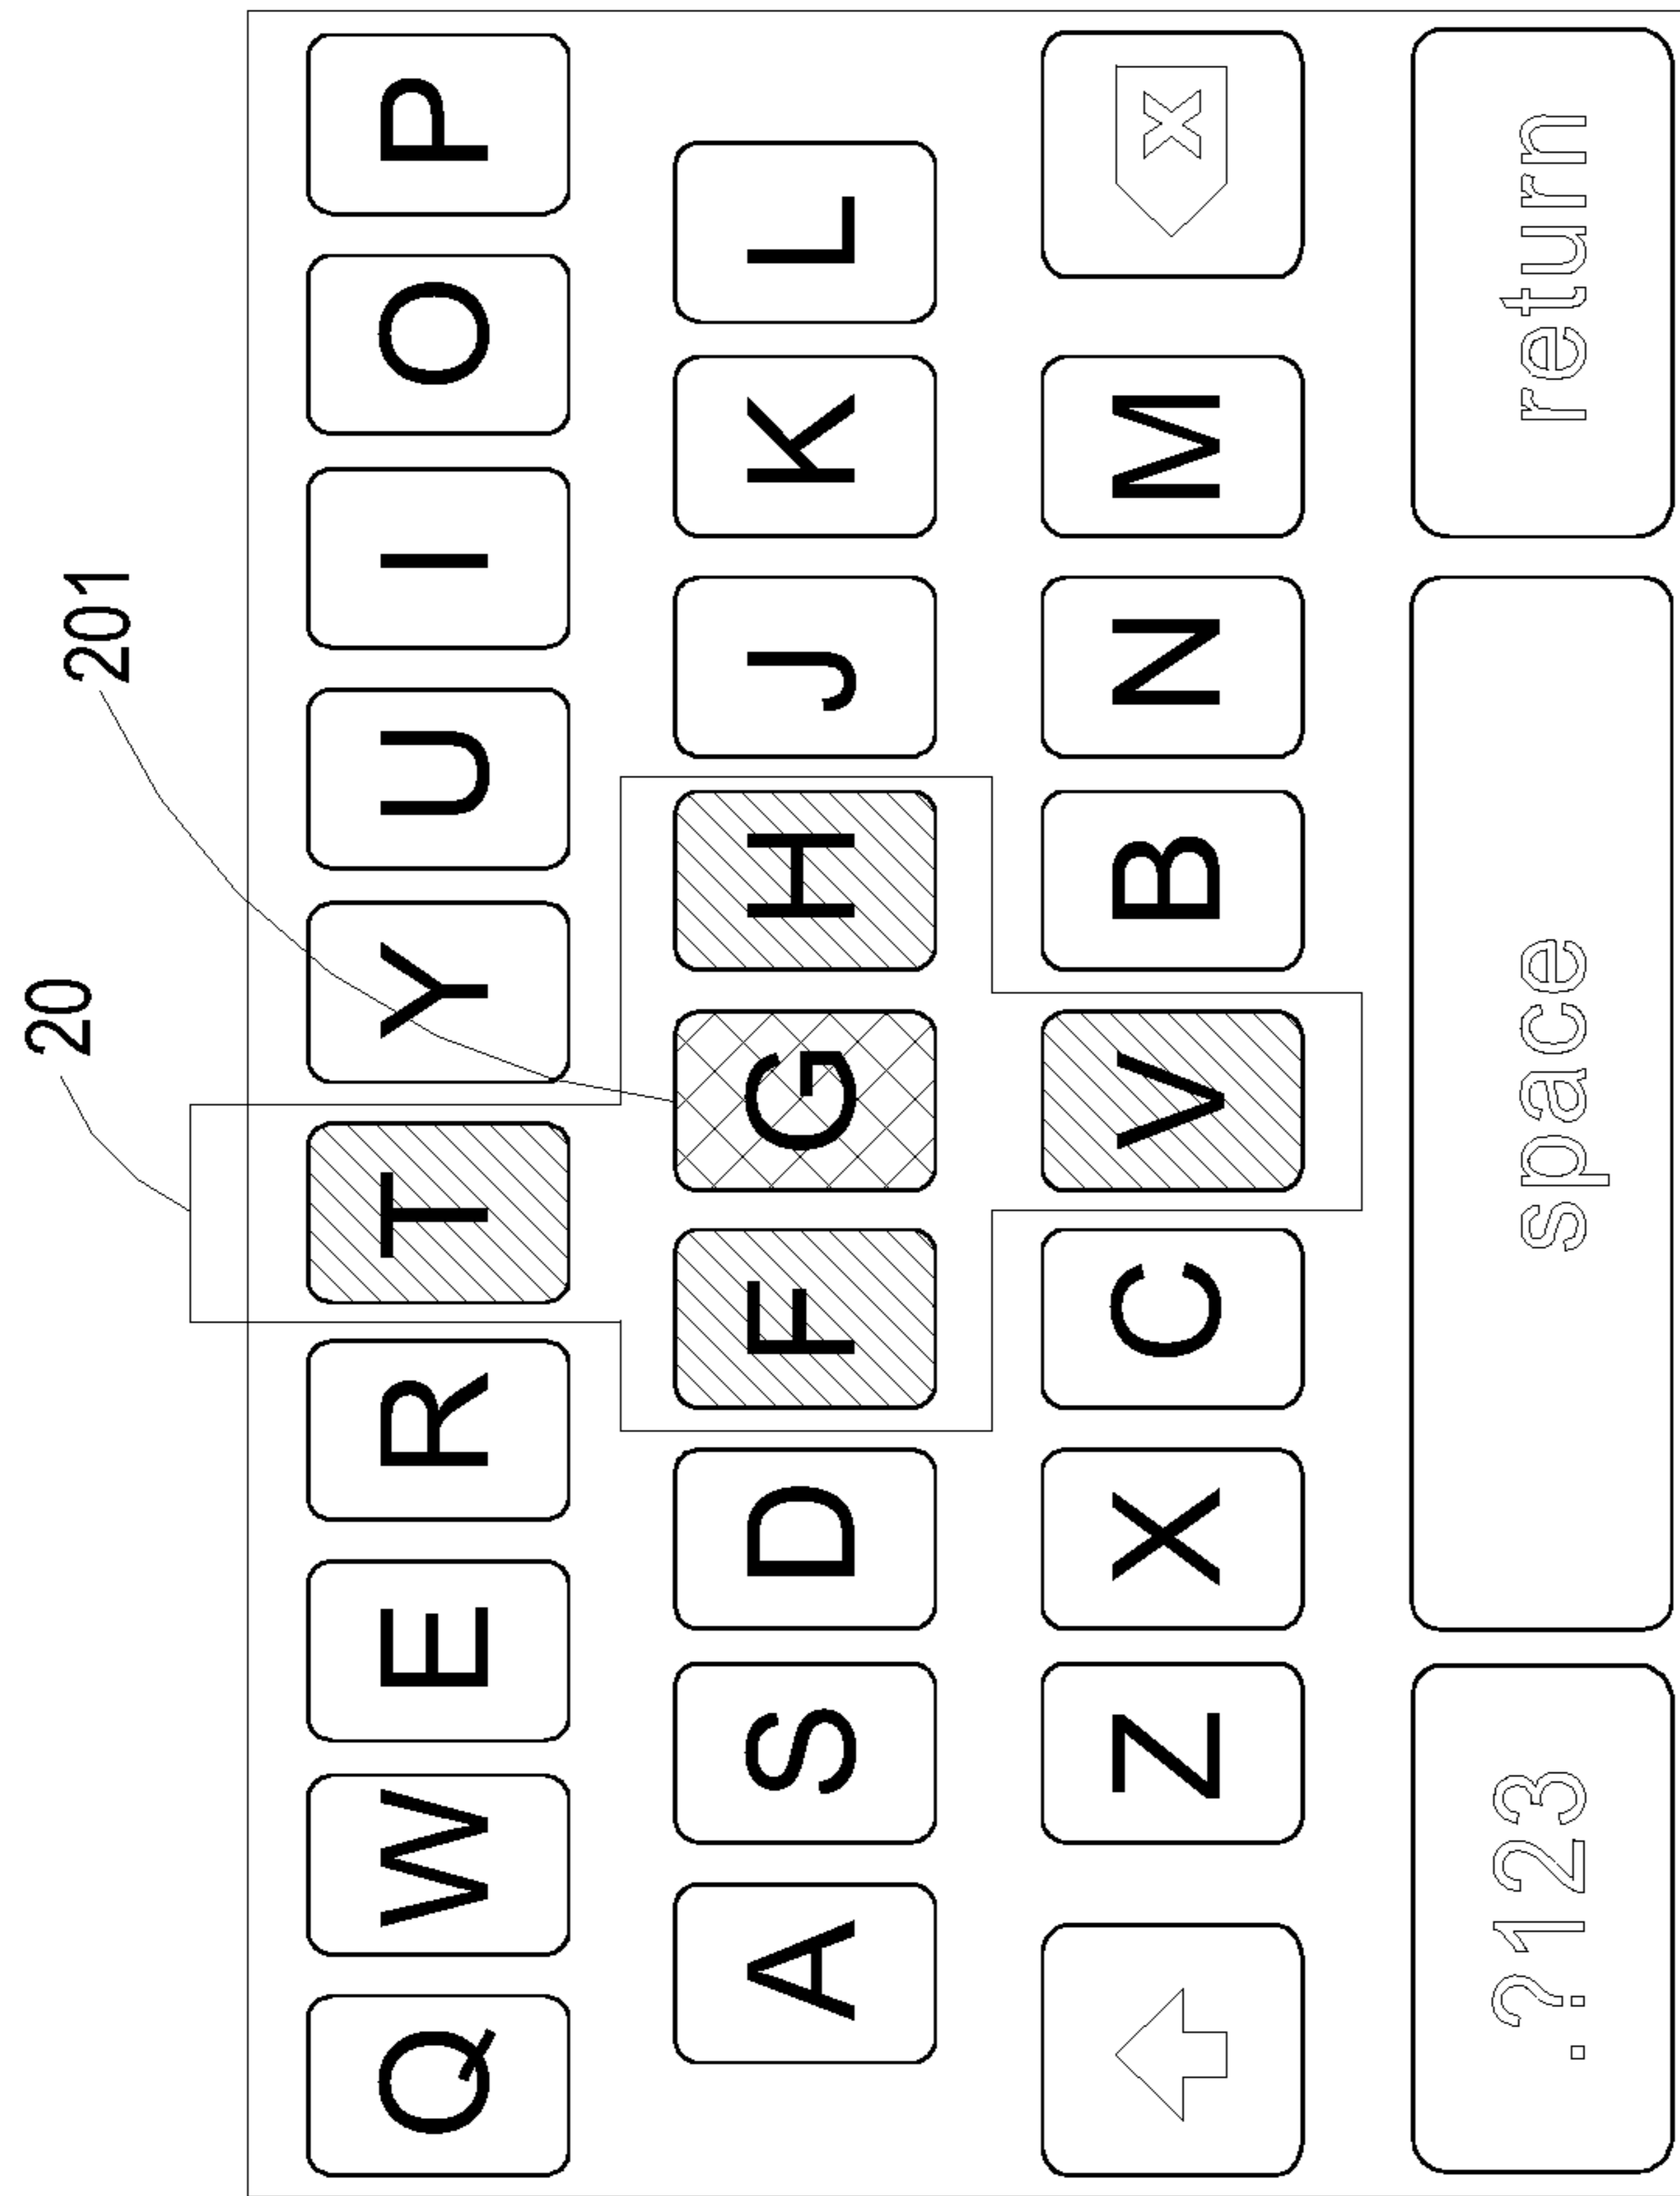 20 201
Q W E R T Y U I O P
A S D F G H J K L
Z X C V B N M X
.?123 space return